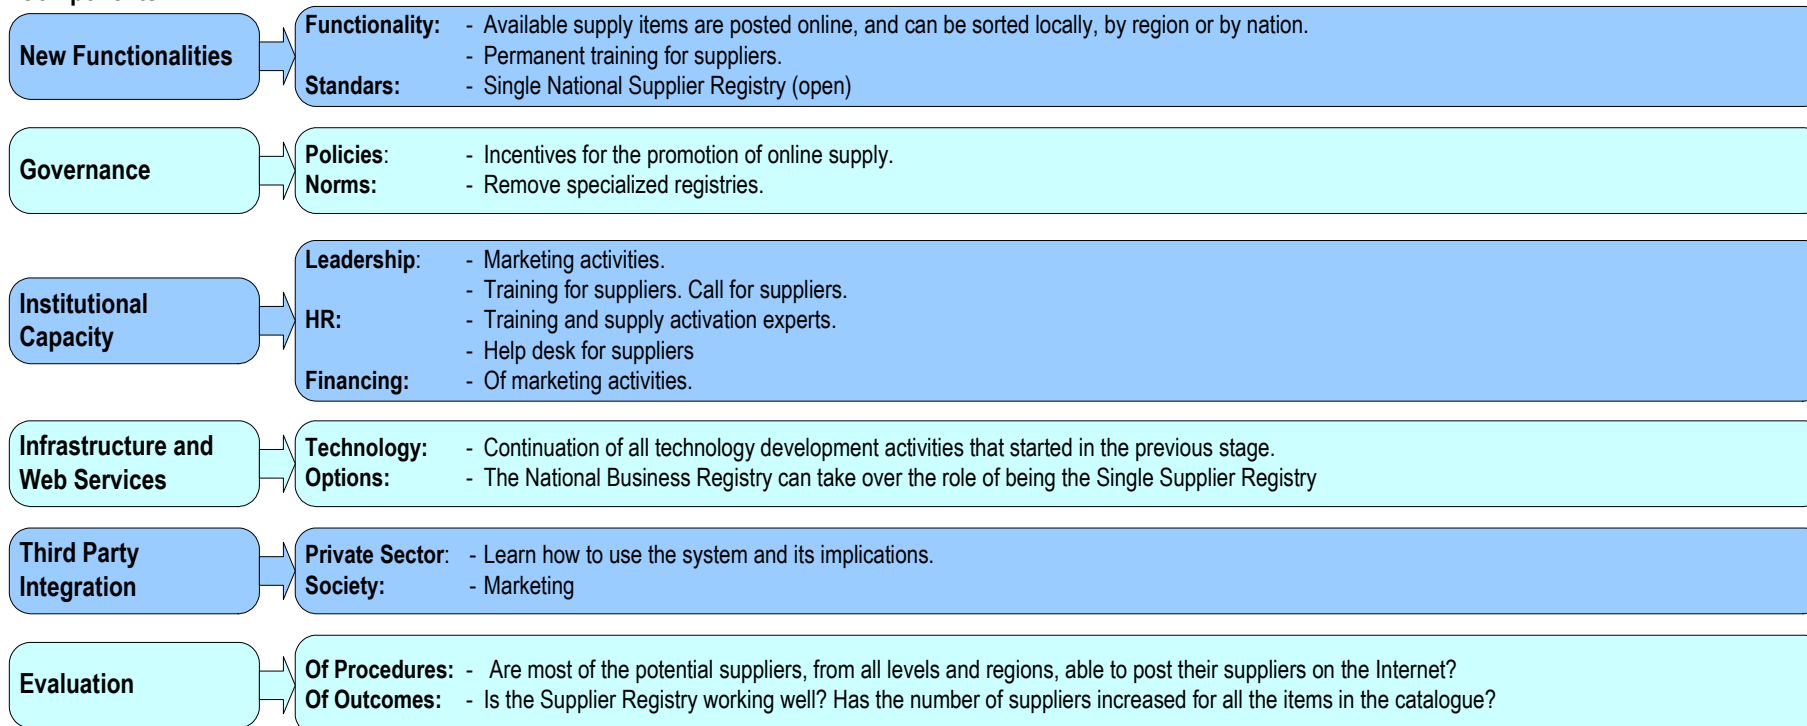 New Functionalities
Functionality: - Available supply items are posted online, and can be sorted locally, by region or by nation.
- Permanent training for suppliers.
Standars: - Single National Supplier Registry (open)
Governance
Policies: - Incentives for the promotion of online supply.
Norms: - Remove specialized registries.
Institutional
Capacity
Leadership: - Marketing activities.
- Training for suppliers. Call for suppliers.
HR: - Training and supply activation experts.
- Help desk for suppliers
Financing: - Of marketing activities.
Infrastructure and
Web Services
Technology: - Continuation of all technology development activities that started in the previous stage.
Options: - The National Business Registry can take over the role of being the Single Supplier Registry
Third Party
Integration
Private Sector: - Learn how to use the system and its implications.
Society: - Marketing
Evaluation
Of Procedures: - Are most of the potential suppliers, from all levels and regions, able to post their suppliers on the Internet?
Of Outcomes: - Is the Supplier Registry working well? Has the number of suppliers increased for all the items in the catalogue?